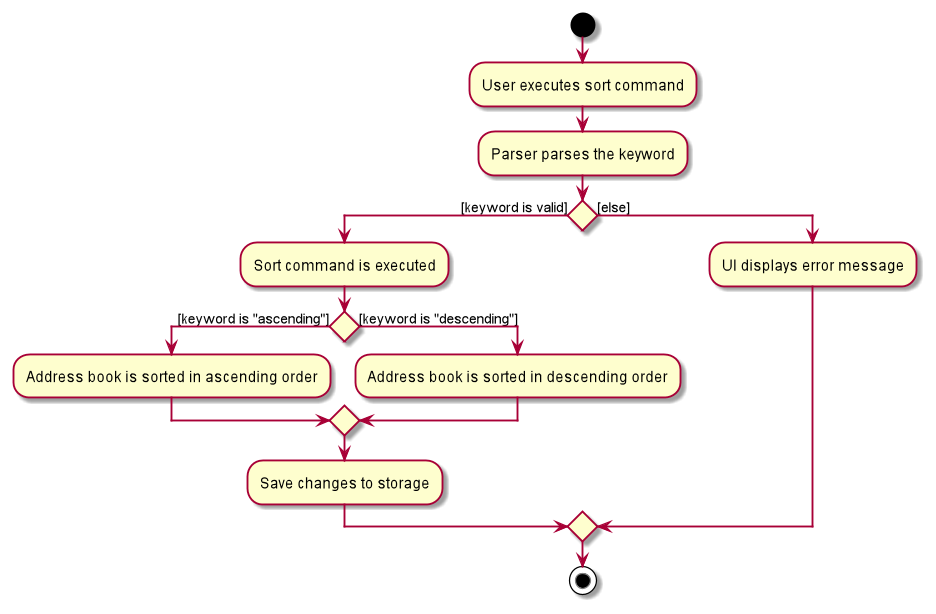 User executes sort command
Parser parses the keyword
[keyword is valid]
[else]
Sort command is executed
UI displays error message
[keyword is "ascending"]
[keyword is "descending"]
Address book is sorted in ascending order
Address book is sorted in descending order
Save changes to storage